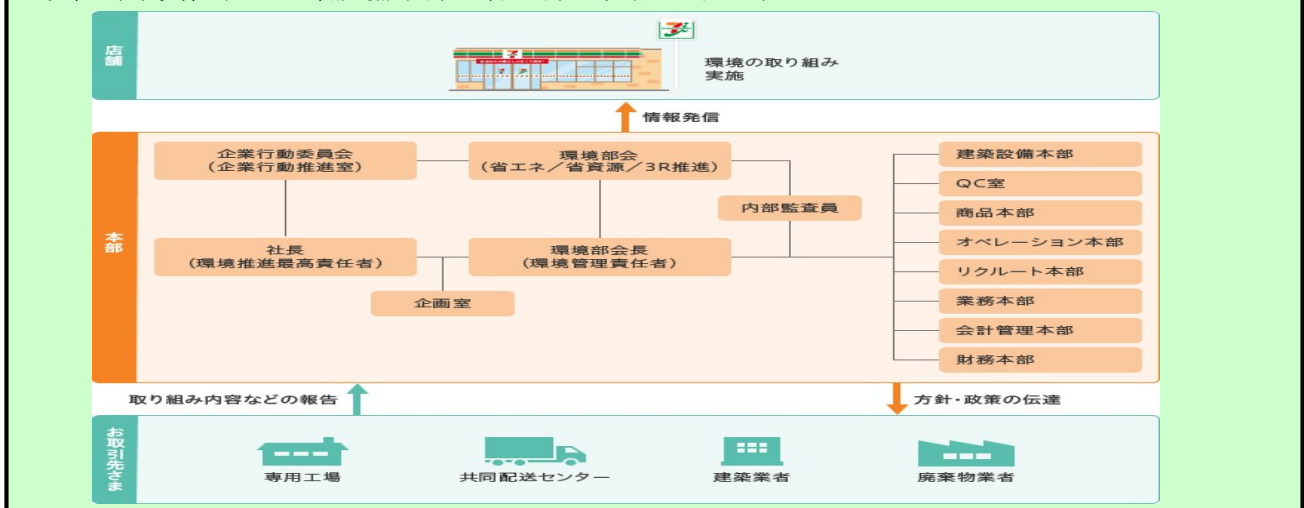 店舗
環境の取り組み
実施
情報発信
本部
企業行動委員会
(企業行動推進室)
環境部会
(省エネ/省資源/3R推進)
内部監査員
社長
(環境推進最高責任者)
環境部会長
(環境管理責任者)
企画室
建築設備本部
QC室
商品本部
オペレーション本部
リクルート本部
業務本部
会計管理本部
財務本部
取り組み内容などの報告
方針・政策の伝達
お取引先さま
専用工場
共同配送センター
建築業者
廃棄物業者